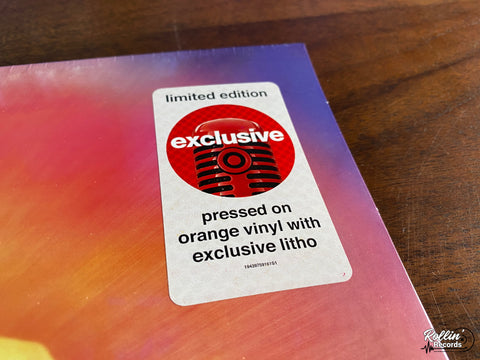 limited edition
exclusive
pressed on
orange vinyl with
exclusive litho
Rollin'
Records